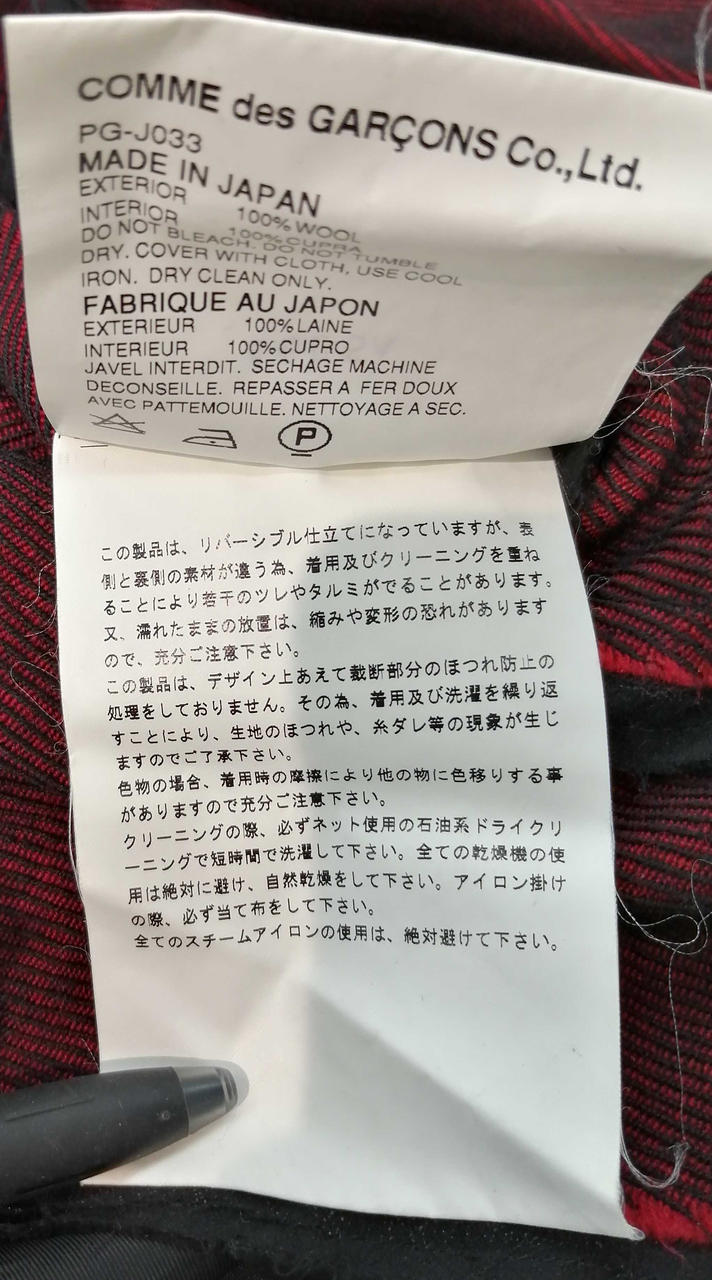 COMME des GARÇONS Co.,Ltd.
PG-J033
MADE IN JAPAN
EXTERIOR 100% WOOL
INTERIOR 100% CUPRA
DO NOT BLEACH. DO NOT TUMBLE
DRY. COVER WITH CLOTH, USE COOL
IRON. DRY CLEAN ONLY.
FABRIQUE AU JAPON
EXTERIEUR 100%LAINE
INTERIEUR 100%CUPRO
JAVEL INTERDIT. SECHAGE MACHINE
DECONSEILLE. REPASSER A FER DOUX
AVEC PATTEMOUILLE. NETTOYAGE A SEC.
P
この製品は、リバーシブル仕立てになっていますが、表
側と裏側の素材が違う為、着用及びクリーニングを重ね
ることにより若干のツレやタルミがでることがあります。
又、濡れたままの放置は、縮みや変形の恐れがあります
ので、充分ご注意下さい。
この製品は、デザイン上あえて裁断部分のほつれ防止の
処理をしておりません。その為、着用及び洗濯を繰り返
すことにより、生地のほつれや、糸ダレ等の現象が生じ
ますのでご了承下さい。
色物の場合、着用時の摩擦により他の物に色移りする事
がありますので充分ご注意下さい。
クリーニングの際、必ずネット使用の石油系ドライクリ
ーニングで短時間で洗濯して下さい。全ての乾燥機の使
用は絶対に避け、自然乾燥をして下さい。アイロン掛け
の際、必ず当て布をして下さい。
全てのスチームアイロンの使用は、絶対避けて下さい。